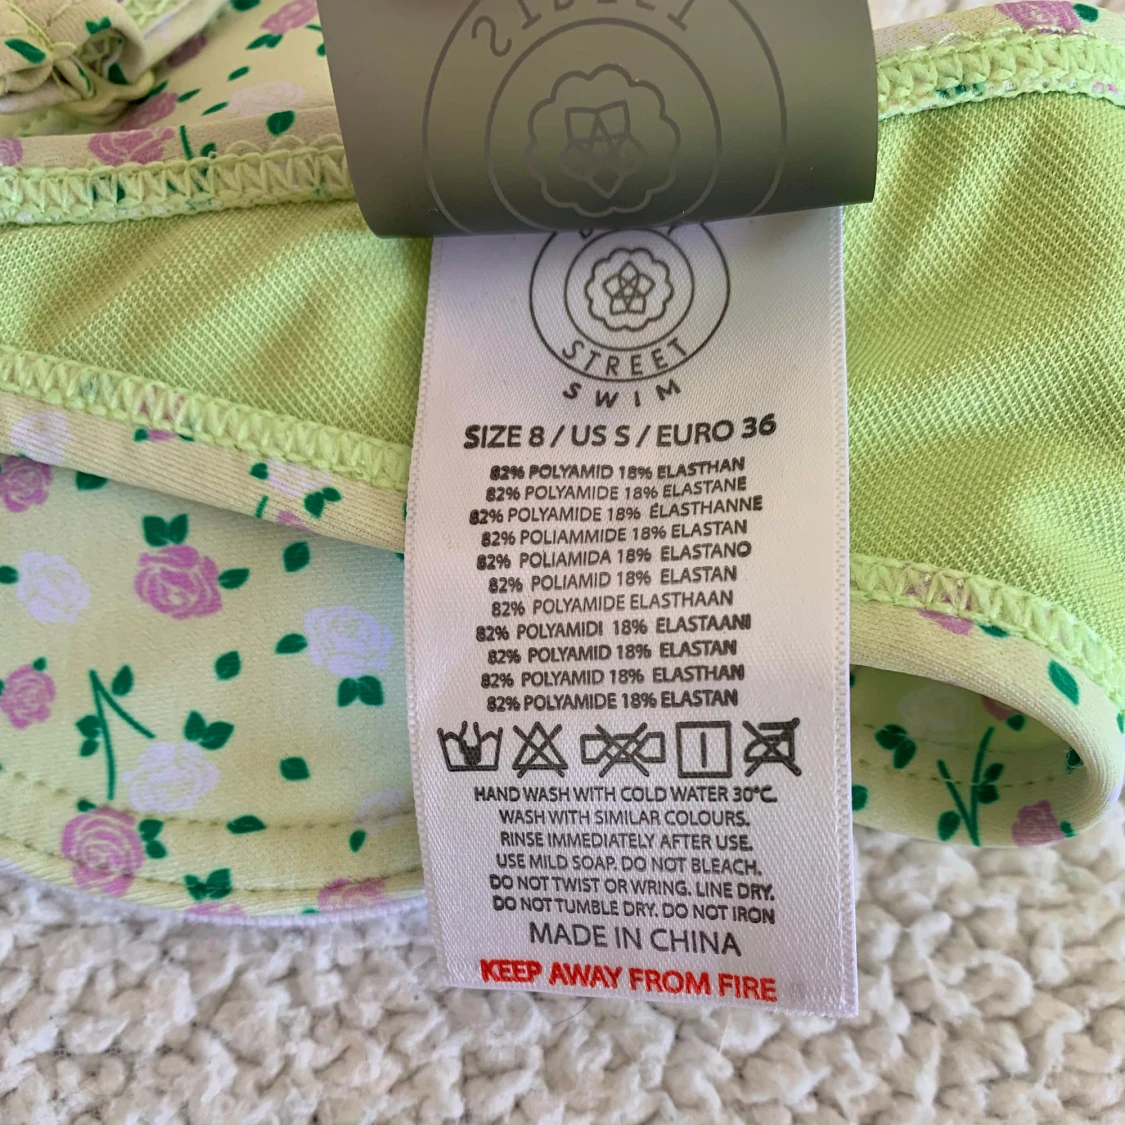 STREET
STREET
SWIM
SIZE 8 / US S / EURO 36
82% POLYAMID 18% ELASTHAN
82% POLYAMIDE 18% ELASTANE
82% POLYAMIDE 18% ÉLASTHANNE
82% POLIAMMIDE 18% ELASTAN
82% POLIAMIDA 18% ELASTANO
82% POLIAMID 18% ELASTAN
82% POLYAMIDE ELASTHAAN
82% POLYAMIDI 18% ELASTAANI
82% POLYAMID 18% ELASTAN
82% POLYAMID 18% ELASTHAN
82% POLYAMIDE 18% ELASTAN
HAND WASH WITH COLD WATER 30°C.
WASH WITH SIMILAR COLOURS.
RINSE IMMEDIATELY AFTER USE.
USE MILD SOAP. DO NOT BLEACH.
DO NOT TWIST OR WRING. LINE DRY.
DO NOT TUMBLE DRY. DO NOT IRON
MADE IN CHINA
KEEP AWAY FROM FIRE